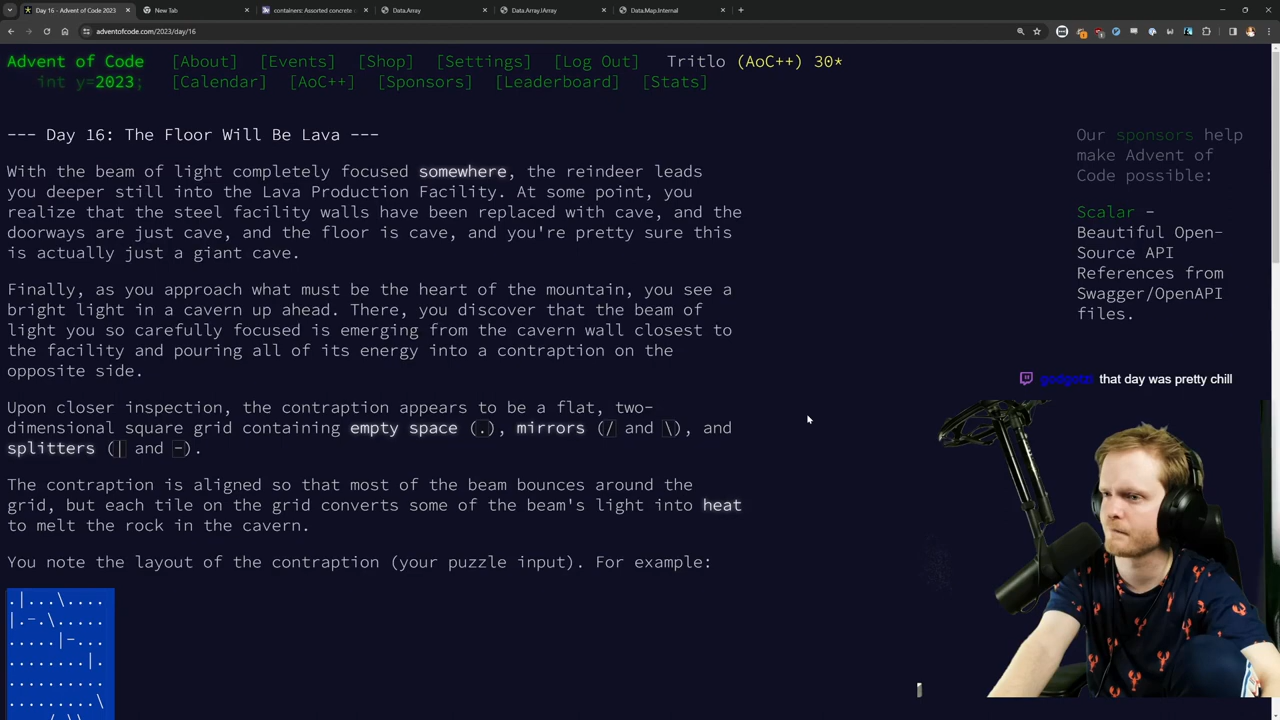 Day 16 - Advent of Code 2023
New Tab
containers: Assorted concrete
Data.Array
Data.Array.IArray
Data.Map.Internal
adventofcode.com/2023/day/16
Advent of Code [About] [Events] [Shop] [Settings] [Log Out] Tritlo (AoC++) 30*
int y=2023; [Calendar] [AoC++] [Sponsors] [Leaderboard] [Stats]
--- Day 16: The Floor Will Be Lava ---
With the beam of light completely focused somewhere, the reindeer leads
you deeper still into the Lava Production Facility. At some point, you
realize that the steel facility walls have been replaced with cave, and the
doorways are just cave, and the floor is cave, and you're pretty sure this
is actually just a giant cave.
Finally, as you approach what must be the heart of the mountain, you see a
bright light in a cavern up ahead. There, you discover that the beam of
light you so carefully focused is emerging from the cavern wall closest to
the facility and pouring all of its energy into a contraption on the
opposite side.
Upon closer inspection, the contraption appears to be a flat, two-
dimensional square grid containing empty space (.), mirrors (/ and \), and
splitters (| and -).
The contraption is aligned so that most of the beam bounces around the
grid, but each tile on the grid converts some of the beam's light into heat
to melt the rock in the cavern.
You note the layout of the contraption (your puzzle input). For example:
.|...\....
|.-.\.....
.....|-...
........|.
..........
.........\
Our sponsors help
make Advent of
Code possible:
Scalar -
Beautiful Open-
Source API
References from
Swagger/OpenAPI
files.
that day was pretty chill